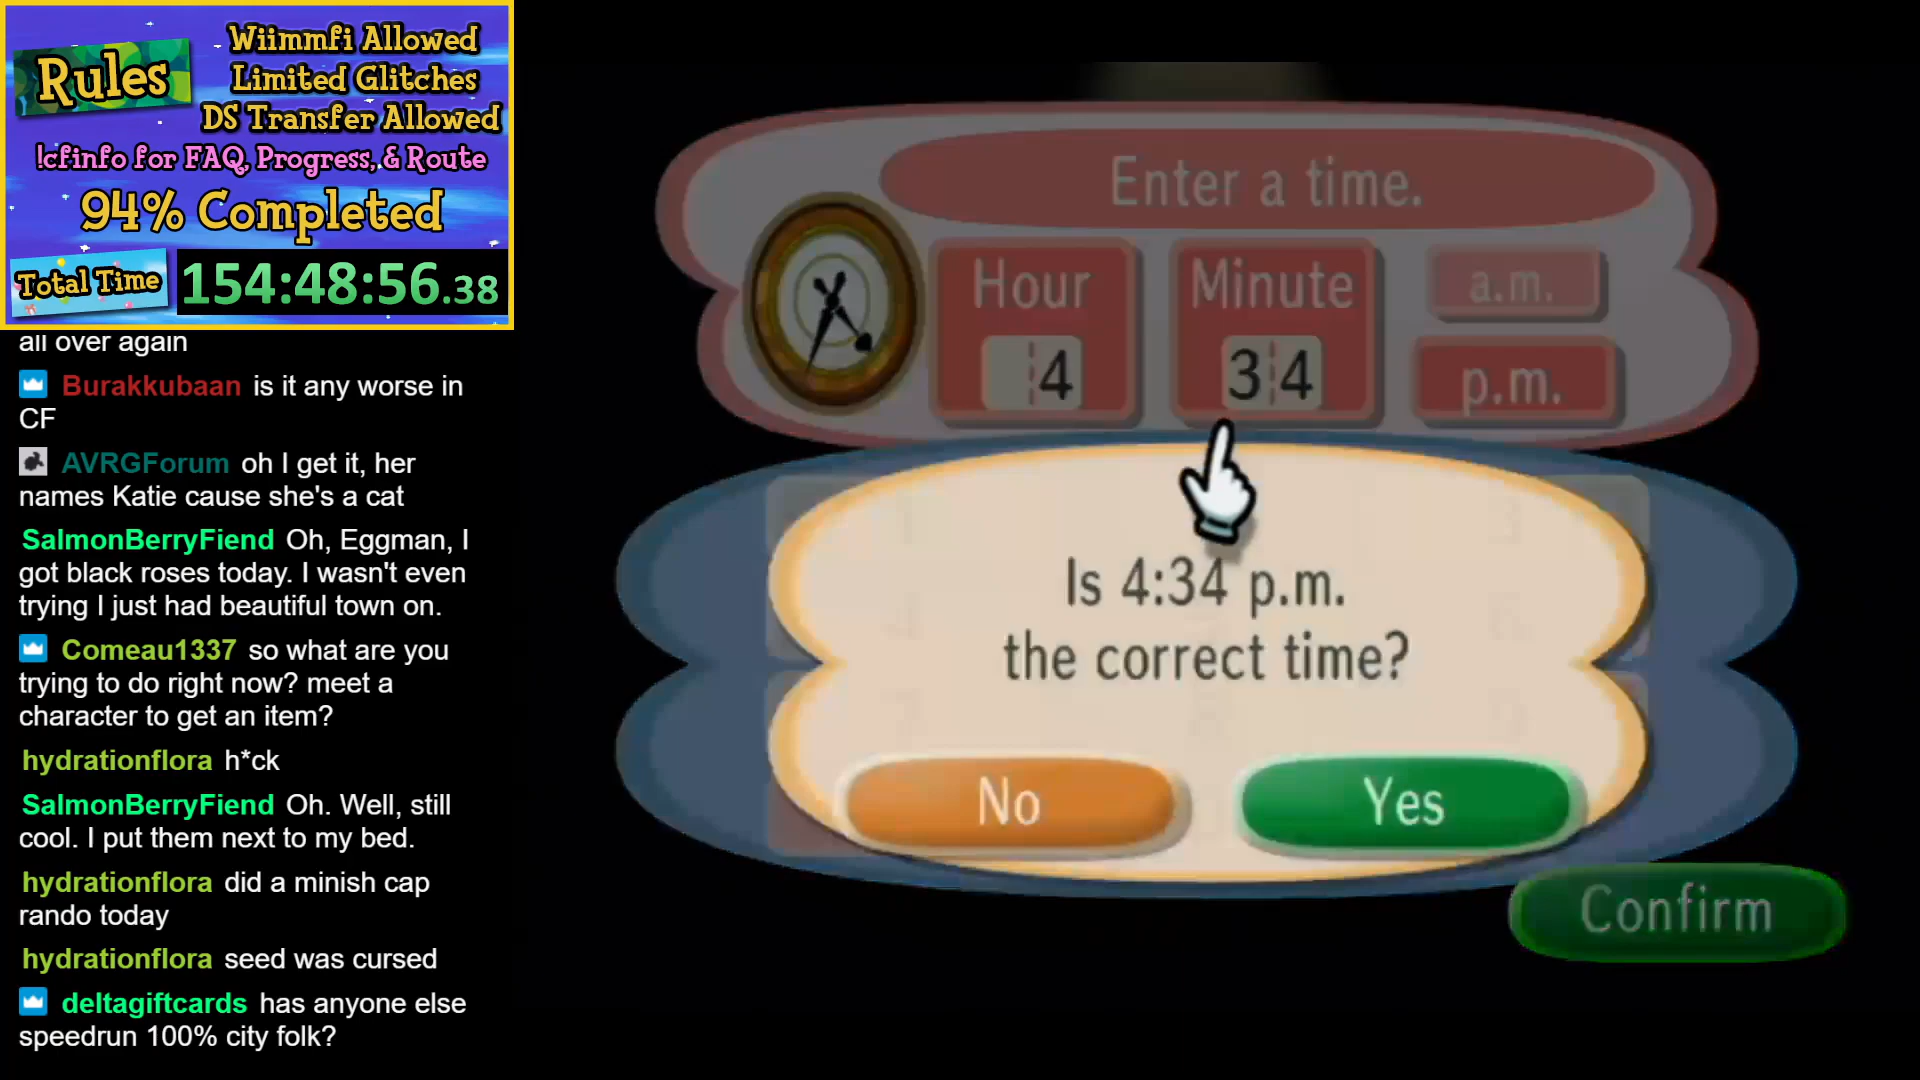 Rules
Wiimmfi Allowed
Limited Glitches
DS Transfer Allowed
!cfinfo for FAQ, Progress, & Route
94% Completed
Total Time
154:48:56.38
all over again
Burakkubaan is it any worse in
CF
AVRGForum oh I get it, her
names Katie cause she's a cat
SalmonBerryFiend Oh, Eggman, I
got black roses today. I wasn't even
trying I just had beautiful town on.
Comeau1337 so what are you
trying to do right now? meet a
character to get an item?
hydrationflora h*ck
SalmonBerryFiend Oh. Well, still
cool. I put them next to my bed.
hydrationflora did a minish cap
rando today
hydrationflora seed was cursed
deltagiftcards has anyone else
speedrun 100% city folk?
Enter a time.
Hour
4
Minute
34
a.m.
p.m.
Is 4:34 p.m.
the correct time?
No
Yes
Confirm